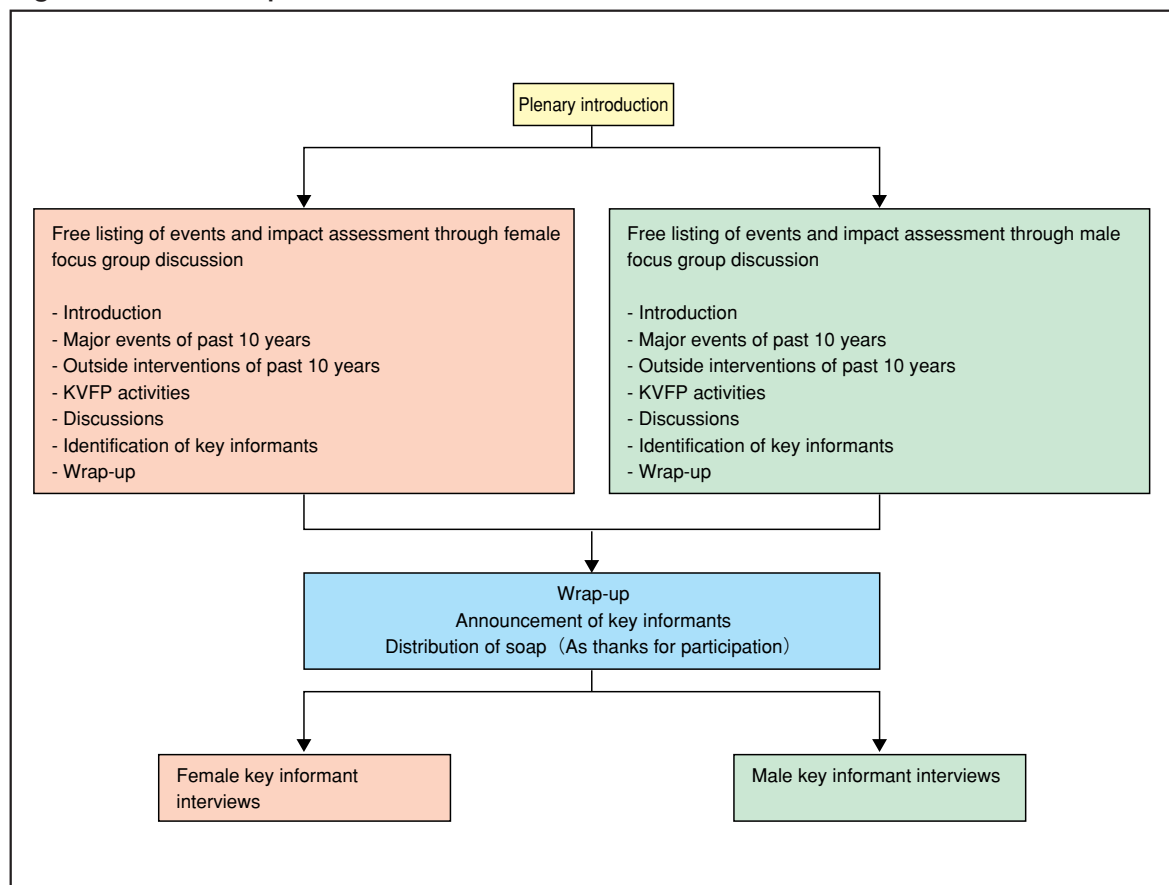 Plenary introduction
Free listing of events and impact assessment through female
focus group discussion
- Introduction
- Major events of past 10 years
- Outside interventions of past 10 years
- KVFP activities
- Discussions
- Identification of key informants
- Wrap-up
Free listing of events and impact assessment through male
focus group discussion
- Introduction
- Major events of past 10 years
- Outside interventions of past 10 years
- KVFP activities
- Discussions
- Identification of key informants
- Wrap-up
Wrap-up
Announcement of key informants
Distribution of soap（As thanks for participation）
Female key informant
interviews
Male key informant interviews